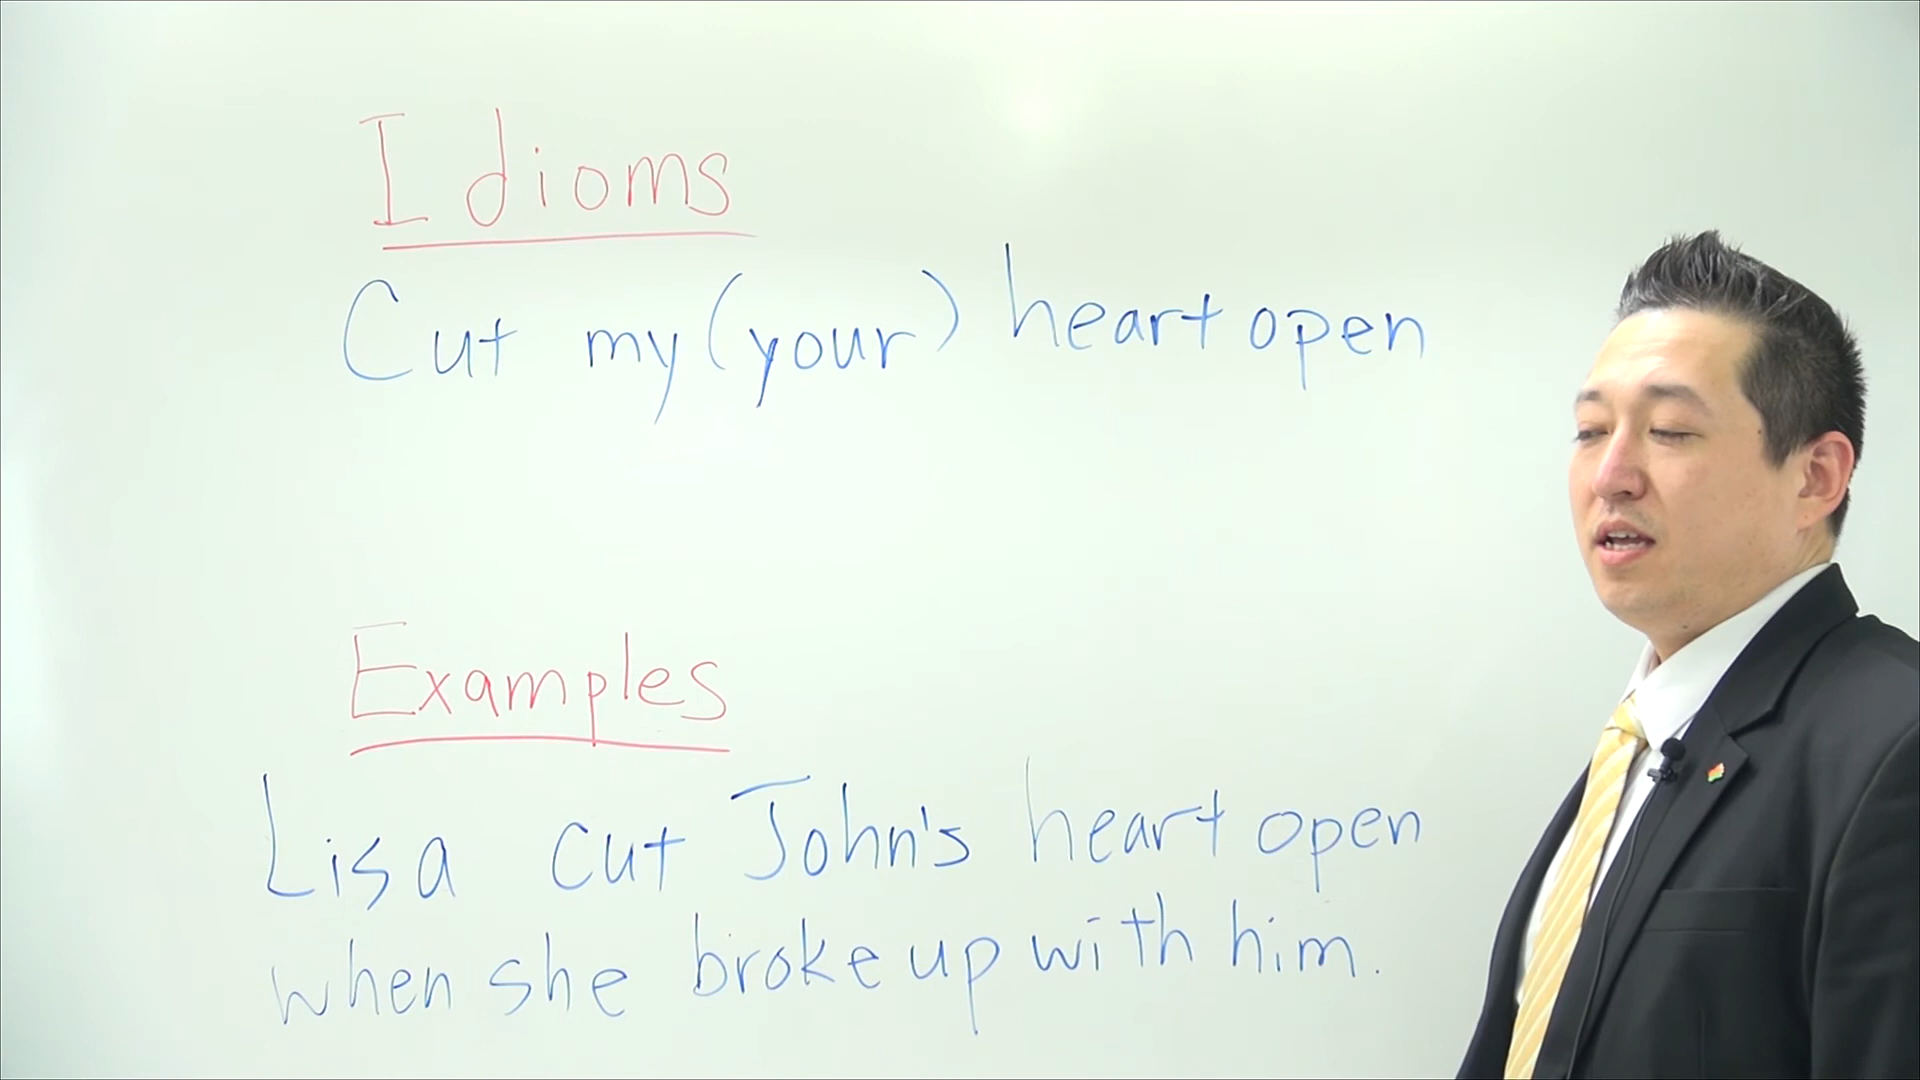 Idioms
Cut my (your) heart open
Examples
Lisa cut John's heart open
when she broke up with him.